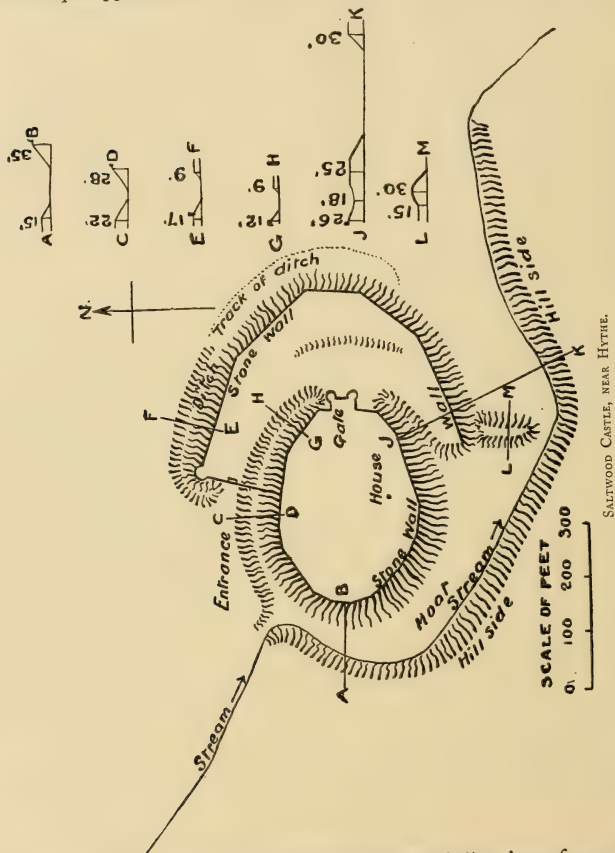 A 15' 35' B
C 22' 28' D
E 17' 9' F
G 12' 9' H
J 26' 18' 25' 30' K
L 15' 30' M
N
Track of ditch
Stone Wall
F
E
H
G
Gate
Entrance
C
D
J
House
Wall
Stone Wall
B
A
L
M
K
Moat
Stream
Stream
Hill side
Hill side
SCALE OF FEET
0 100 200 300
SALTWOOD CASTLE, NEAR HYTHE.